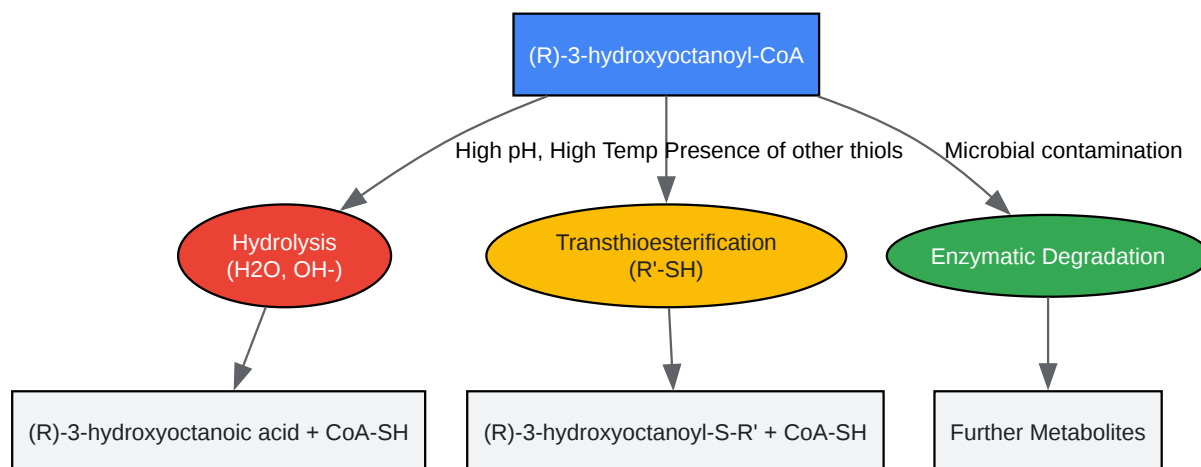 (R)-3-hydroxyoctanoyl-CoA
High pH, High Temp
Presence of other thiols
Microbial contamination
Hydrolysis
(H2O, OH-)
Transthioesterification
(R'-SH)
Enzymatic Degradation
(R)-3-hydroxyoctanoic acid + CoA-SH
(R)-3-hydroxyoctanoyl-S-R' + CoA-SH
Further Metabolites